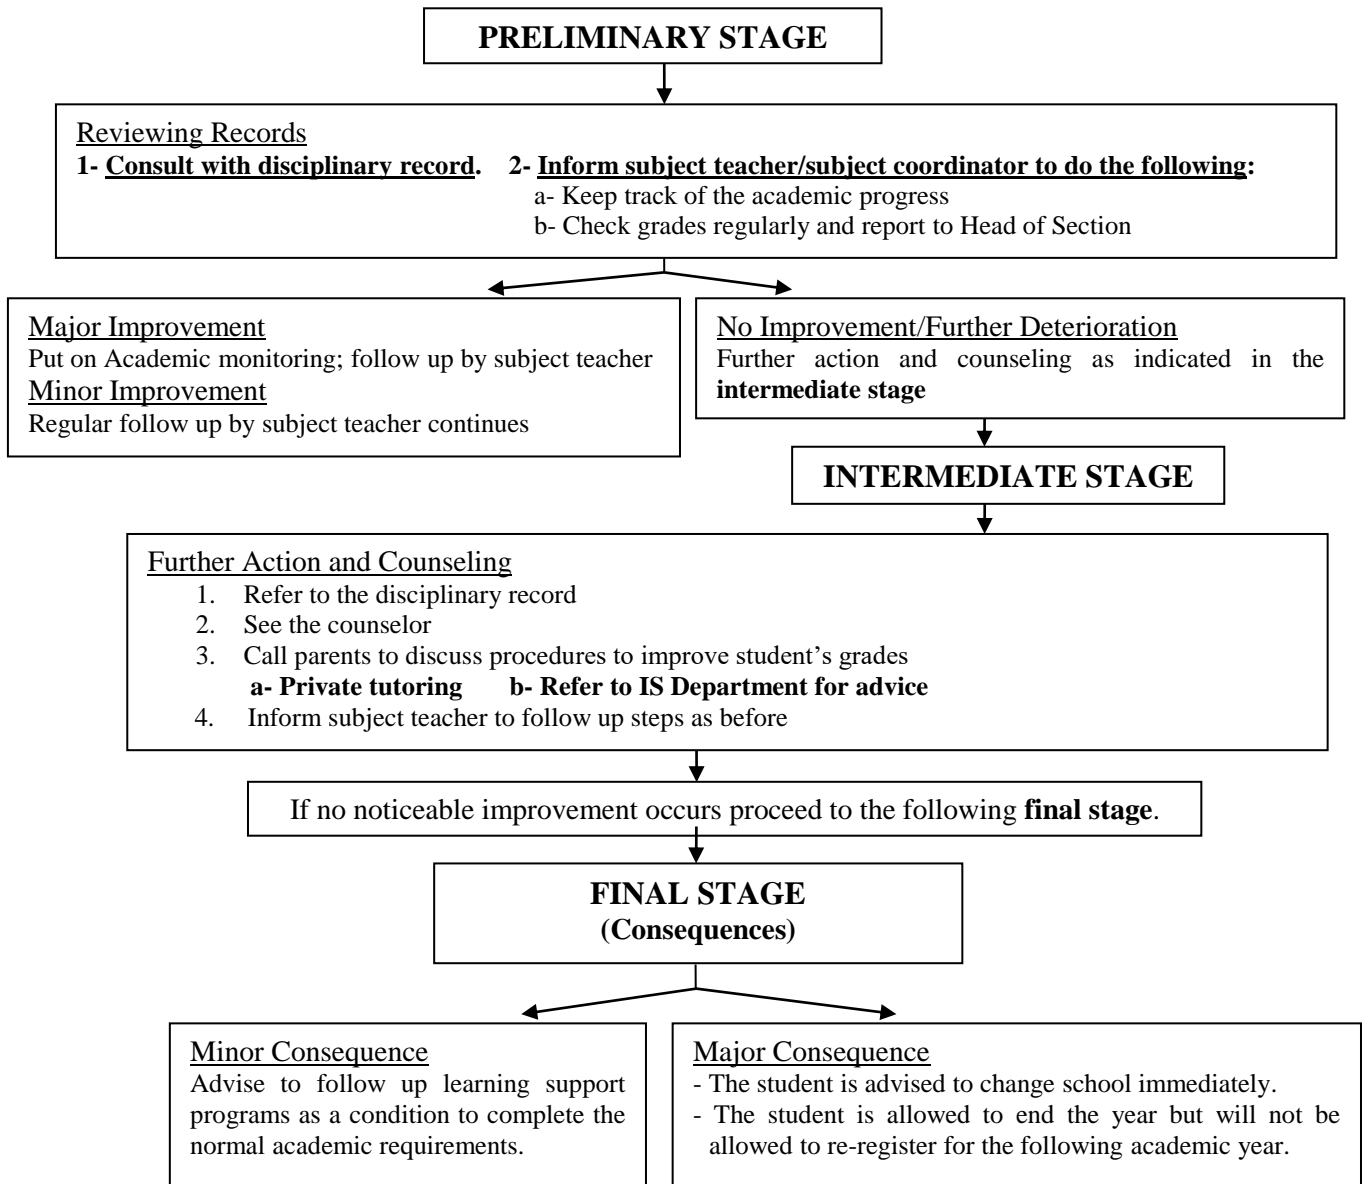 PRELIMINARY STAGE
Reviewing Records
1- Consult with disciplinary record. 2- Inform subject teacher/subject coordinator to do the following:
a- Keep track of the academic progress
b- Check grades regularly and report to Head of Section
Major Improvement
Put on Academic monitoring; follow up by subject teacher
Minor Improvement
Regular follow up by subject teacher continues
No Improvement/Further Deterioration
Further action and counseling as indicated in the
intermediate stage
INTERMEDIATE STAGE
Further Action and Counseling
1. Refer to the disciplinary record
2. See the counselor
3. Call parents to discuss procedures to improve student's grades
a- Private tutoring b- Refer to IS Department for advice
4. Inform subject teacher to follow up steps as before
If no noticeable improvement occurs proceed to the following final stage.
FINAL STAGE
(Consequences)
Minor Consequence
Advise to follow up learning support
programs as a condition to complete the
normal academic requirements.
Major Consequence
- The student is advised to change school immediately.
- The student is allowed to end the year but will not be
allowed to re-register for the following academic year.